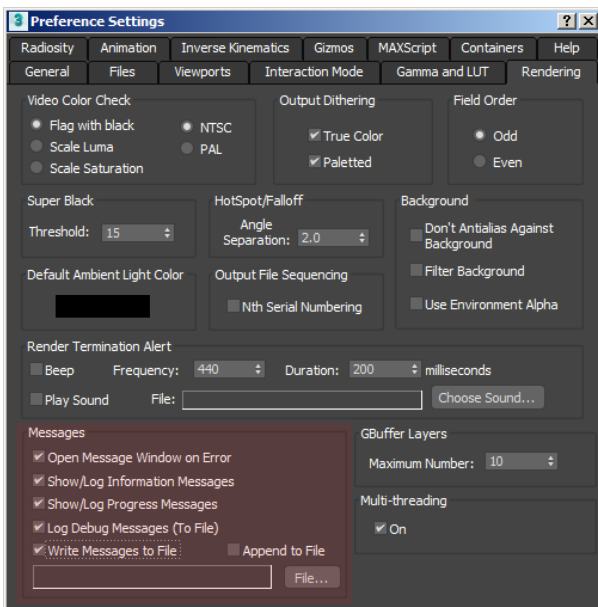 3 Preference Settings ? X
Radiosity Animation Inverse Kinematics Gizmos MAXScript Containers Help
General Files Viewports Interaction Mode Gamma and LUT Rendering
Video Color Check
Flag with black
Scale Luma
Scale Saturation
NTSC
PAL
Output Dithering
True Color
Paletted
Field Order
Odd
Even
Super Black
Threshold: 15
HotSpot/Falloff
Angle
Separation: 2.0
Background
Don't Antialias Against
Background
Filter Background
Use Environment Alpha
Default Ambient Light Color
Output File Sequencing
Nth Serial Numbering
Render Termination Alert
Beep Frequency: 440 Duration: 200 milliseconds
Play Sound File: Choose Sound...
Messages
Open Message Window on Error
Show/Log Information Messages
Show/Log Progress Messages
Log Debug Messages (To File)
Write Messages to File Append to File
File...
GBuffer Layers
Maximum Number: 10
Multi-threading
On